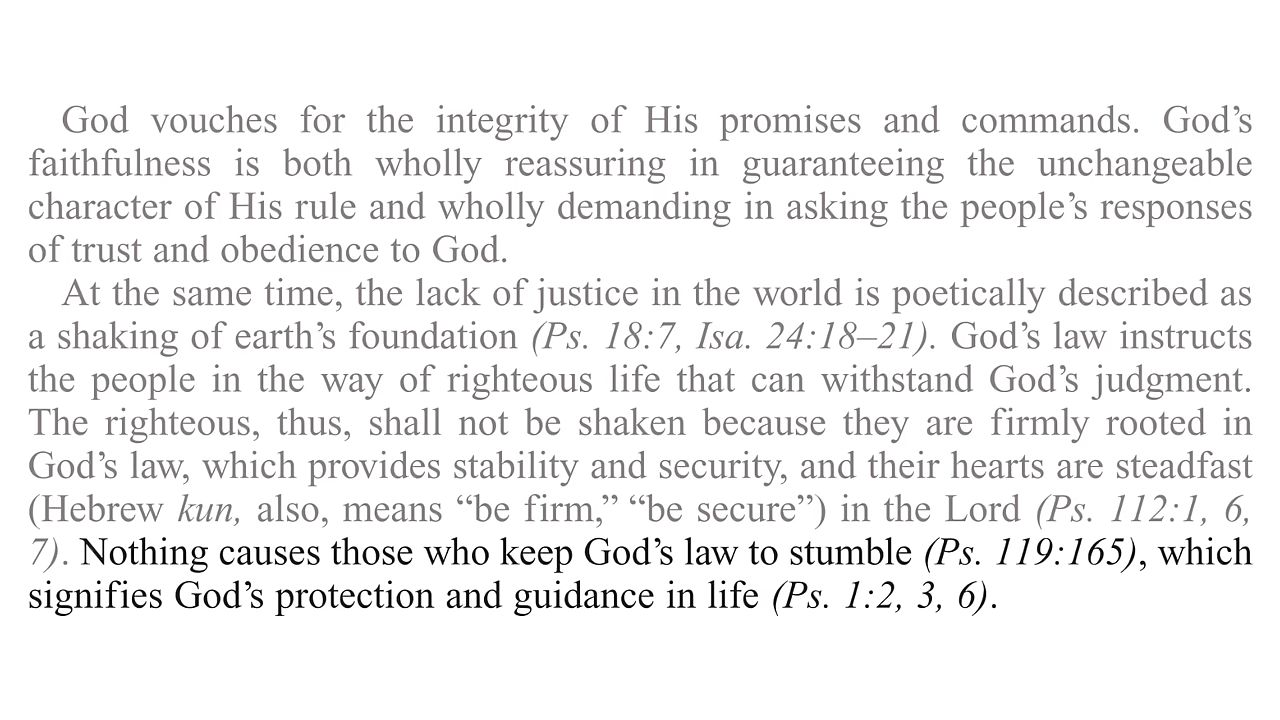 God vouches for the integrity of His promises and commands. God’s
faithfulness is both wholly reassuring in guaranteeing the unchangeable
character of His rule and wholly demanding in asking the people’s responses
of trust and obedience to God.
At the same time, the lack of justice in the world is poetically described as
a shaking of earth’s foundation (Ps. 18:7, Isa. 24:18–21). God’s law instructs
the people in the way of righteous life that can withstand God’s judgment.
The righteous, thus, shall not be shaken because they are firmly rooted in
God’s law, which provides stability and security, and their hearts are steadfast
(Hebrew kun, also, means “be firm,” “be secure”) in the Lord (Ps. 112:1, 6,
7). Nothing causes those who keep God’s law to stumble (Ps. 119:165), which
signifies God’s protection and guidance in life (Ps. 1:2, 3, 6).